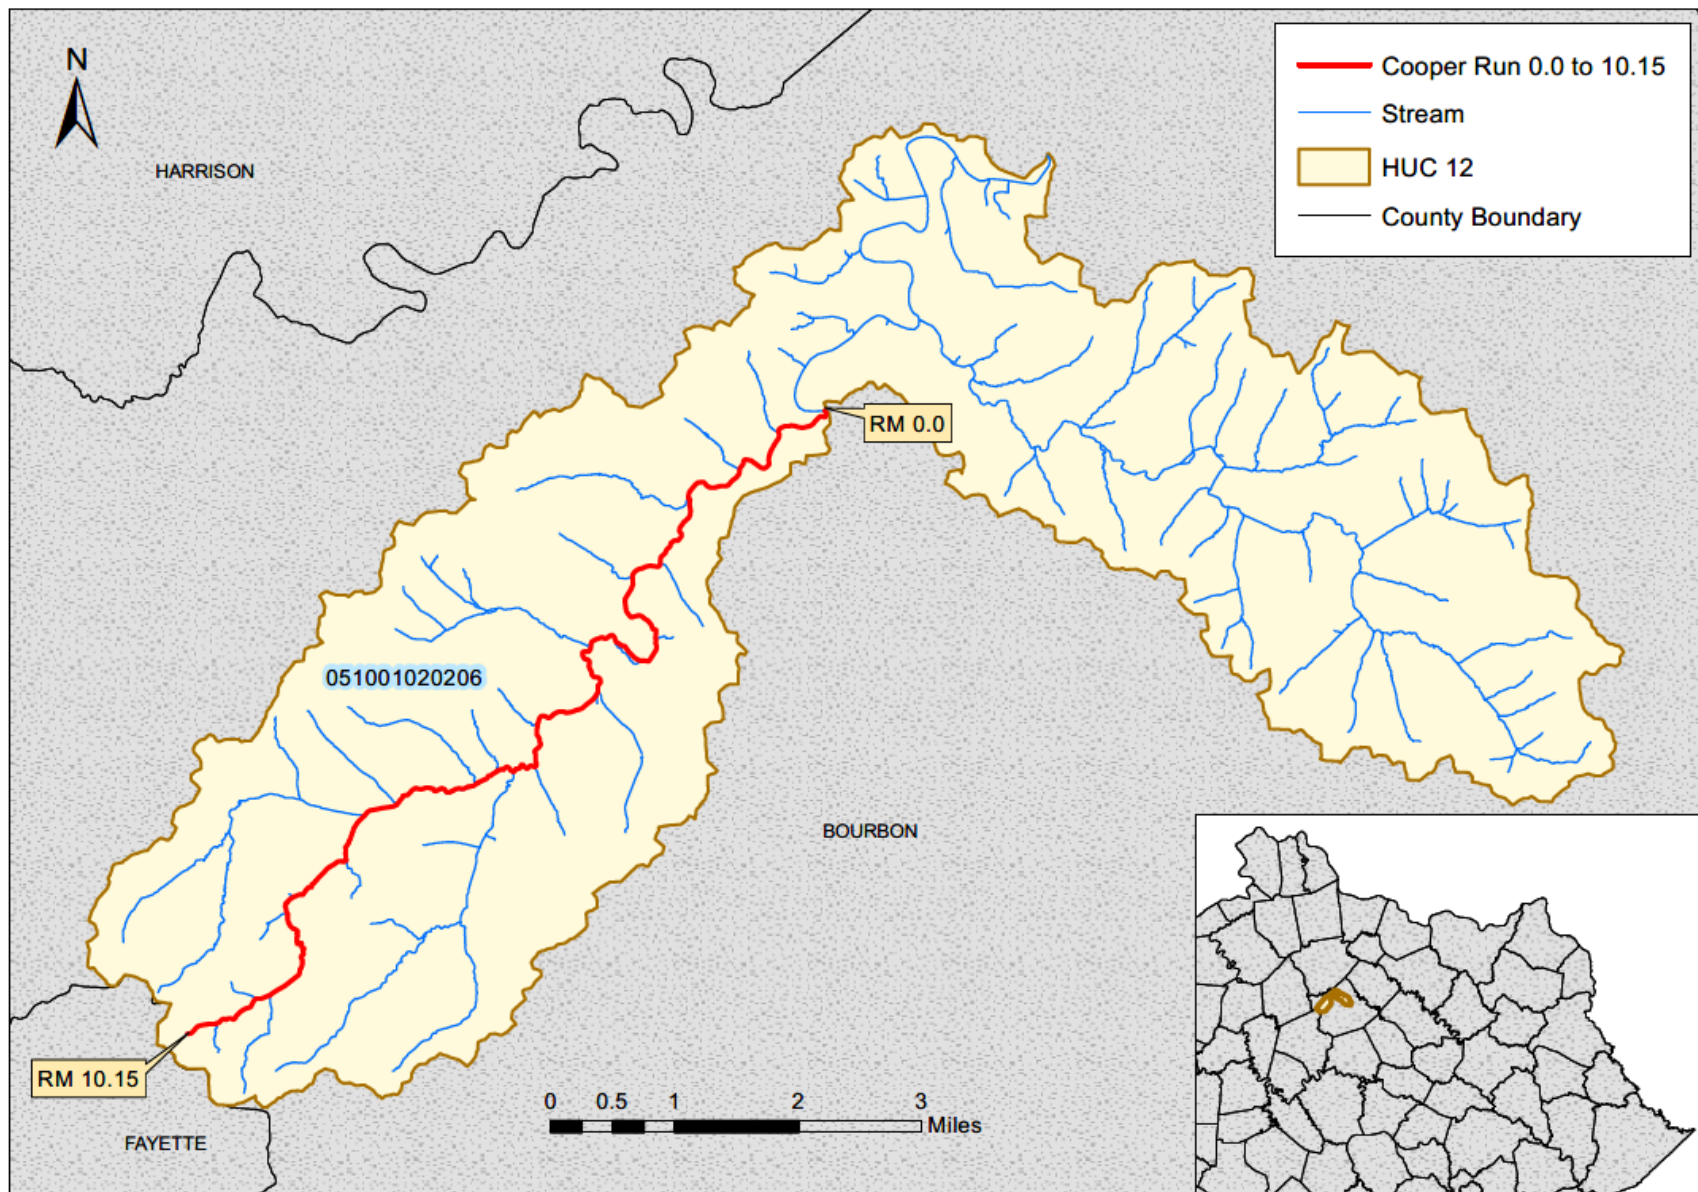 N
Cooper Run 0.0 to 10.15
Stream
HUC 12
County Boundary
HARRISON
RM 0.0
051001020206
BOURBON
RM 10.15
FAYETTE
0 0.5 1 2 3
Miles